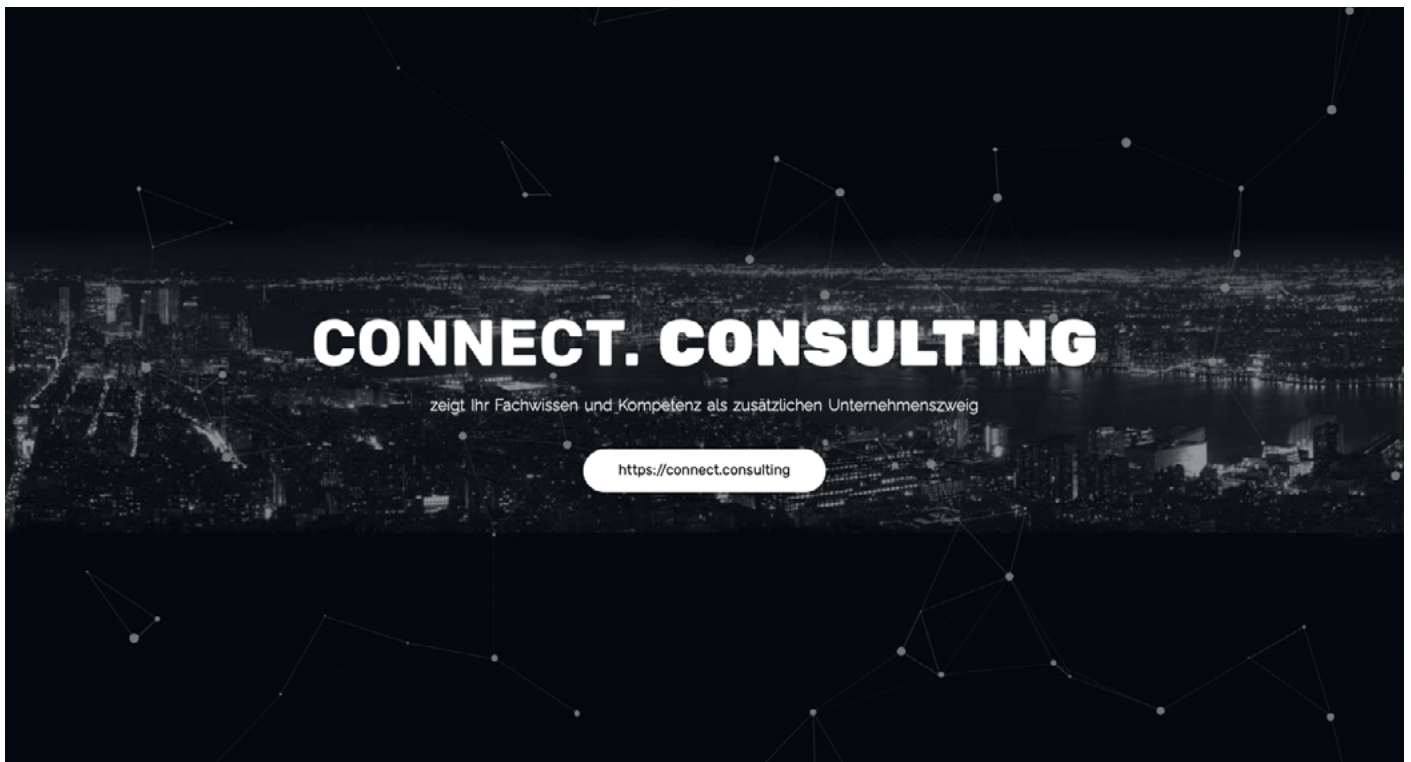 CONNECT. CONSULTING
zeigt Ihr Fachwissen und Kompetenz als zusätzlichen Unternehmenszweig
https://connect.consulting